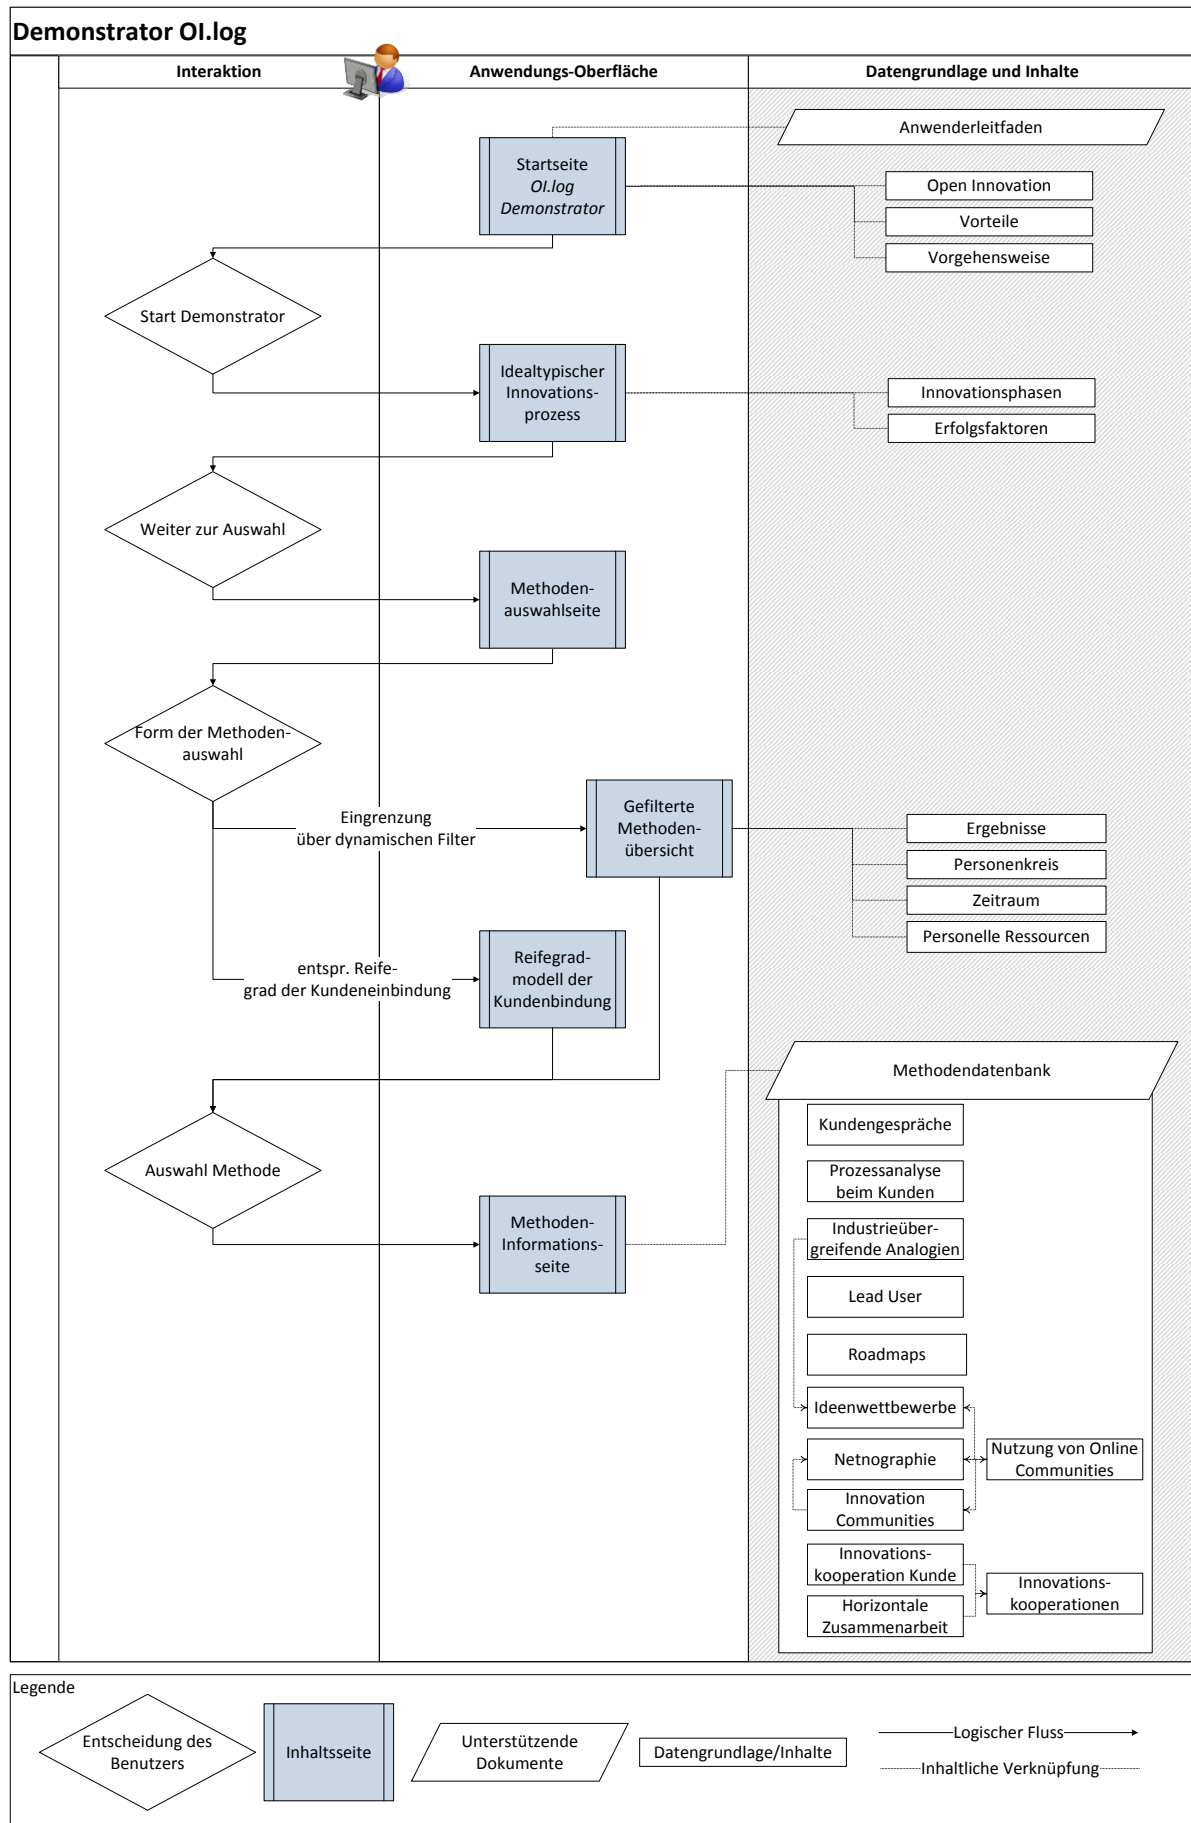 Demonstrator OI.log
Interaktion
Anwendungs-Oberfläche
Datengrundlage und Inhalte
Anwenderleitfaden
Startseite
OI.log
Demonstrator
Open Innovation
Vorteile
Vorgehensweise
Start Demonstrator
Idealtypischer
Innovations-
prozess
Innovationsphasen
Erfolgsfaktoren
Weiter zur Auswahl
Methoden-
auswahlseite
Form der Methoden-
auswahl
Eingrenzung
über dynamischen Filter
Gefilterte
Methoden-
übersicht
Ergebnisse
Personenkreis
Zeitraum
Personelle Ressourcen
entspr. Reife-
grad der Kundeneinbindung
Reifegrad-
modell der
Kundenbindung
Methodendatenbank
Kundengespräche
Auswahl Methode
Prozessanalyse
beim Kunden
Methoden-
Informations-
seite
Industrieüber-
greifende Analogien
Lead User
Roadmaps
Ideenwettbewerbe
Netnographie
Nutzung von Online
Communities
Innovation
Communities
Innovations-
kooperation Kunde
Innovations-
kooperationen
Horizontale
Zusammenarbeit
Legende
Entscheidung des
Benutzers
Inhaltsseite
Unterstützende
Dokumente
Datengrundlage/Inhalte
Logischer Fluss
Inhaltliche Verknüpfung